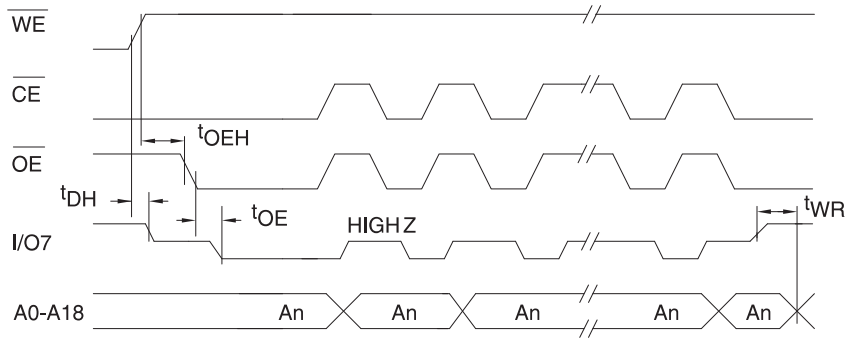 WE
CE
tOEH
OE
tDH
tOE
tWR
I/O7
HIGH Z
A0-A18
An
An
An
An
An